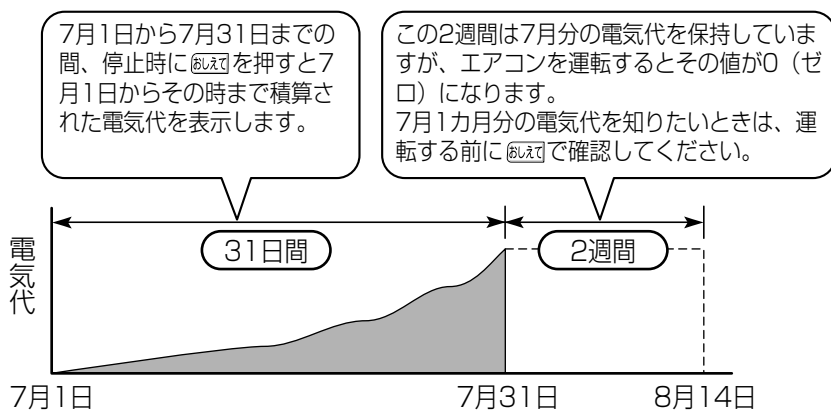 7月1日から7月31日までの
間、停止時におしえてを押すと7
月1日からその時まで積算さ
れた電気代を表示します。
この2週間は7月分の電気代を保持していま
すが、エアコンを運転するとその値が0（ゼ
ロ）になります。
7月1カ月分の電気代を知りたいときは、運
転する前におしえてで確認してください。
電気代
31日間
2週間
7月1日
7月31日
8月14日